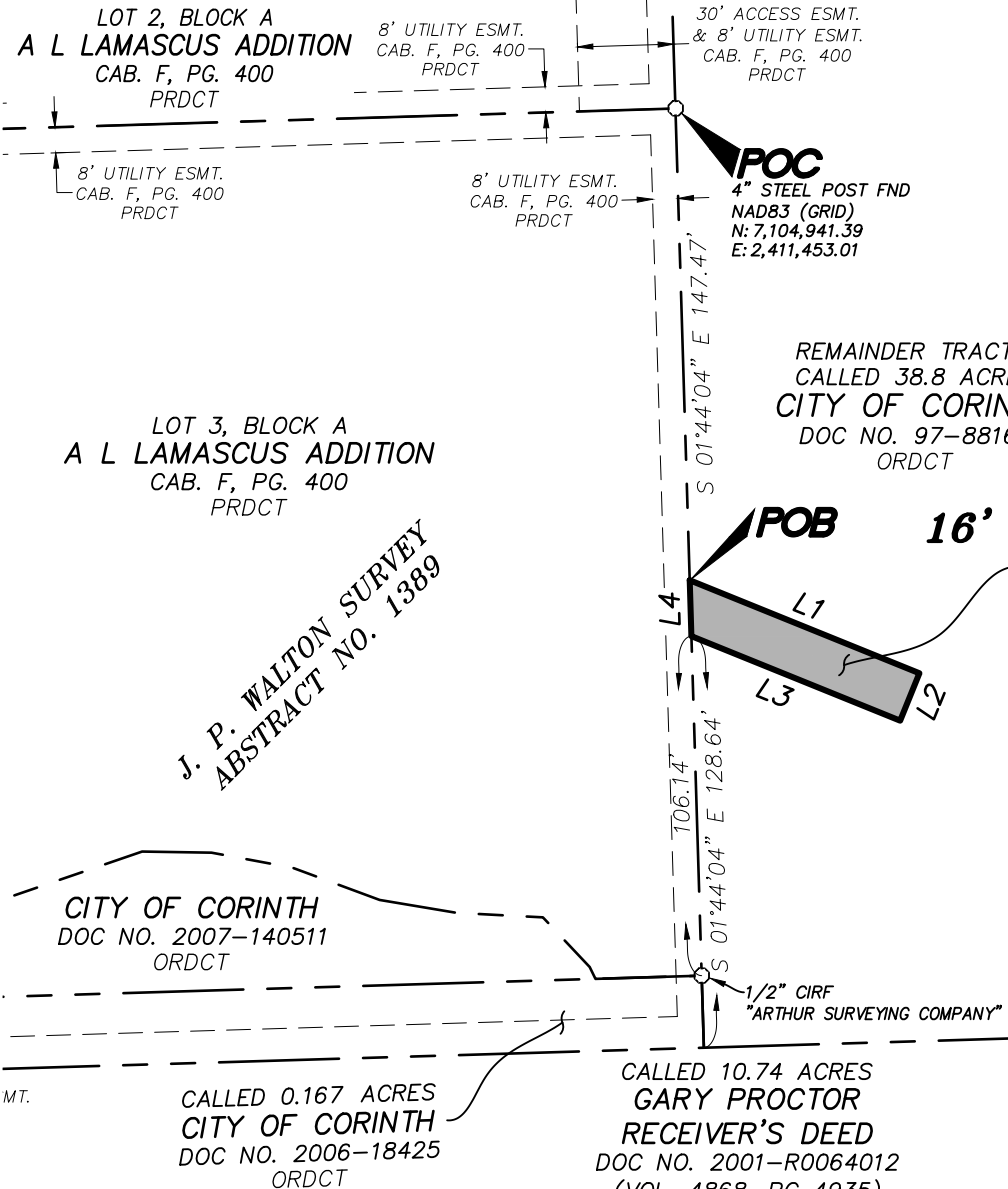 LOT 2, BLOCK A
A L LAMASCUS ADDITION
CAB. F, PG. 400
PRDCT
8' UTILITY ESMT.
CAB. F, PG. 400
PRDCT
30' ACCESS ESMT.
& 8' UTILITY ESMT.
CAB. F, PG. 400
PRDCT
8' UTILITY ESMT.
CAB. F, PG. 400
PRDCT
8' UTILITY ESMT.
CAB. F, PG. 400
PRDCT
POC
4" STEEL POST FND
NAD83 (GRID)
N: 7,104,941.39
E: 2,411,453.01
S 01°44'04" E 147.47'
REMAINDER TRACT
CALLED 38.8 ACRE
CITY OF CORIN
DOC NO. 97-8816
ORDCT
LOT 3, BLOCK A
A L LAMASCUS ADDITION
CAB. F, PG. 400
PRDCT
POB
16'
J. P. WALTON SURVEY
ABSTRACT NO. 1389
L4
L1
L2
L3
106.14'
S 01°44'04" E 128.64'
CITY OF CORINTH
DOC NO. 2007-140511
ORDCT
1/2" CIRF
"ARTHUR SURVEYING COMPANY"
MT.
CALLED 0.167 ACRES
CITY OF CORINTH
DOC NO. 2006-18425
ORDCT
CALLED 10.74 ACRES
GARY PROCTOR
RECEIVER'S DEED
DOC NO. 2001-R0064012
(VOL. 4868, PG. 4035)